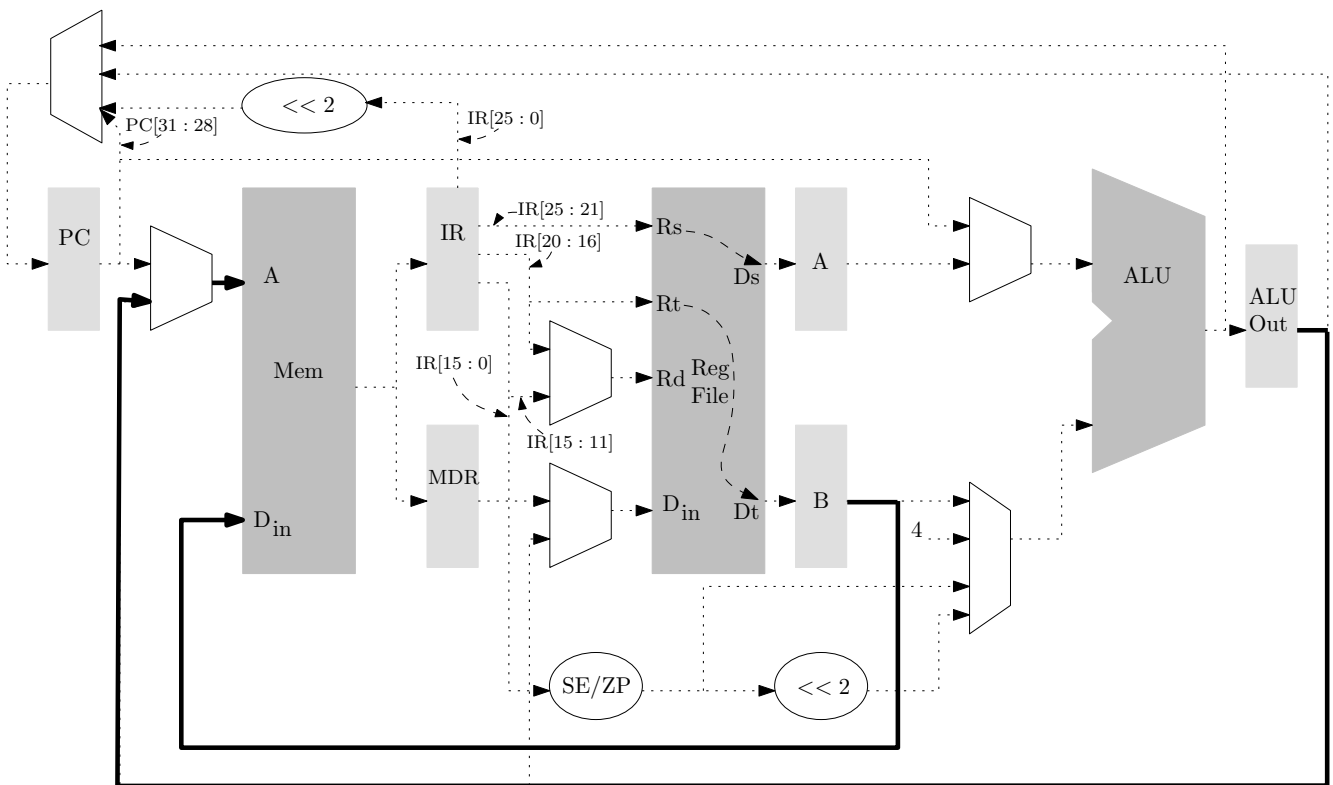 << 2
PC[31 : 28]
IR[25 : 0]
PC
A
Mem
D in
IR
IR[25 : 21]
IR[20 : 16]
IR[15 : 0]
IR[15 : 11]
MDR
Rs
Ds
Rt
Rd
Reg
File
D in
Dt
A
B
4
SE/ZP
<< 2
ALU
ALU
Out